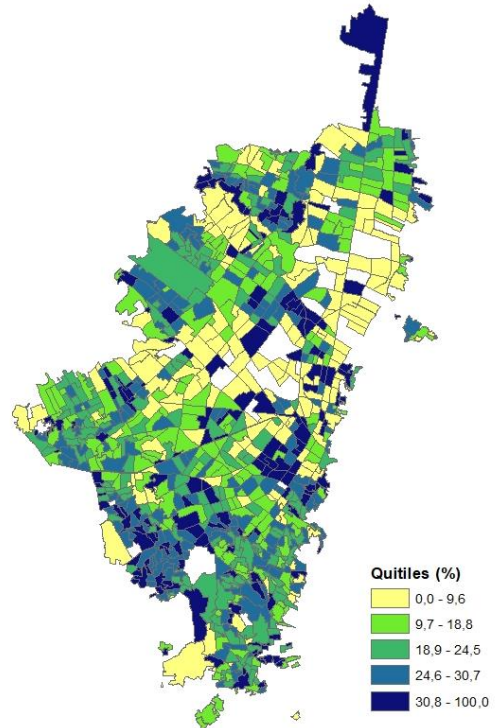 Quitiles (%)
0,0 - 9,6
9,7 - 18,8
18,9 - 24,5
24,6 - 30,7
30,8 - 100,0